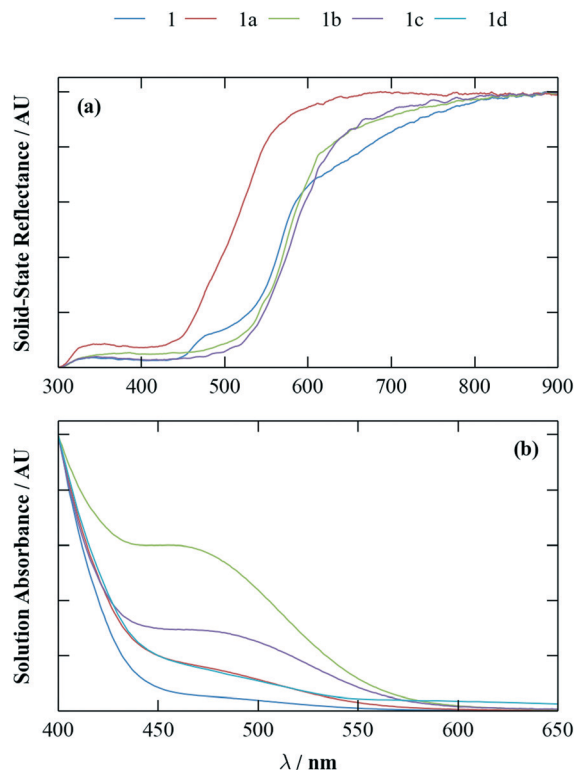 1 1a 1b 1c 1d
(a)
Solid-State Reflectance / AU
300 400 500 600 700 800 900
(b)
Solution Absorbance / AU
400 450 500 550 600 650
λ / nm